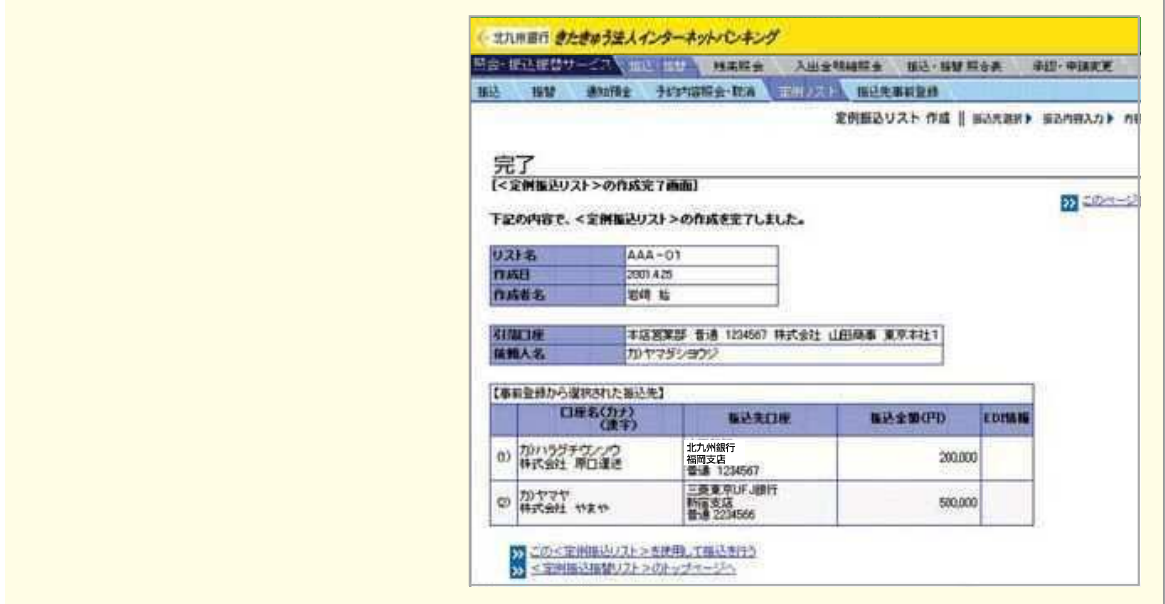 北九州銀行 きたきゅう法人インターネットバンキング
照会・振込振替サービス 振込・振替 残高照会 入出金明細照会 振込・振替 照会表 承認・申請変更
振込 振替 通知預金 予約内容照会・取消 定例リスト 振込先事前登録
定例振込リスト 作成 || 振込先選択 振込内容入力
完了
【<定例振込リスト>の作成完了画面】
このページ
下記の内容で、<定例振込リスト>の作成を完了しました。
リスト名 AAA-01
作成日 2001.4.26
作成者名 岩崎
引落口座 本店営業部 普通 1234567 株式会社 山田商事 東京本社1
依頼人名 カ)ヤマダシヨウジ
【事前登録から選択された振込先】
口座名(カナ)
(漢字) 振込先口座 振込金額(円) EDI情報
(1) カ)ハラグチウンソウ
株式会社 原口運送
北九州銀行
福岡支店
普通 1234567
200,000
(2) カ)ヤマヤ
株式会社 やまや
三菱東京UFJ銀行
新宿支店
普通 2234566
500,000
この<定例振込リスト>を使用して振込を行う
<定例振込振替リスト>のトップページへ